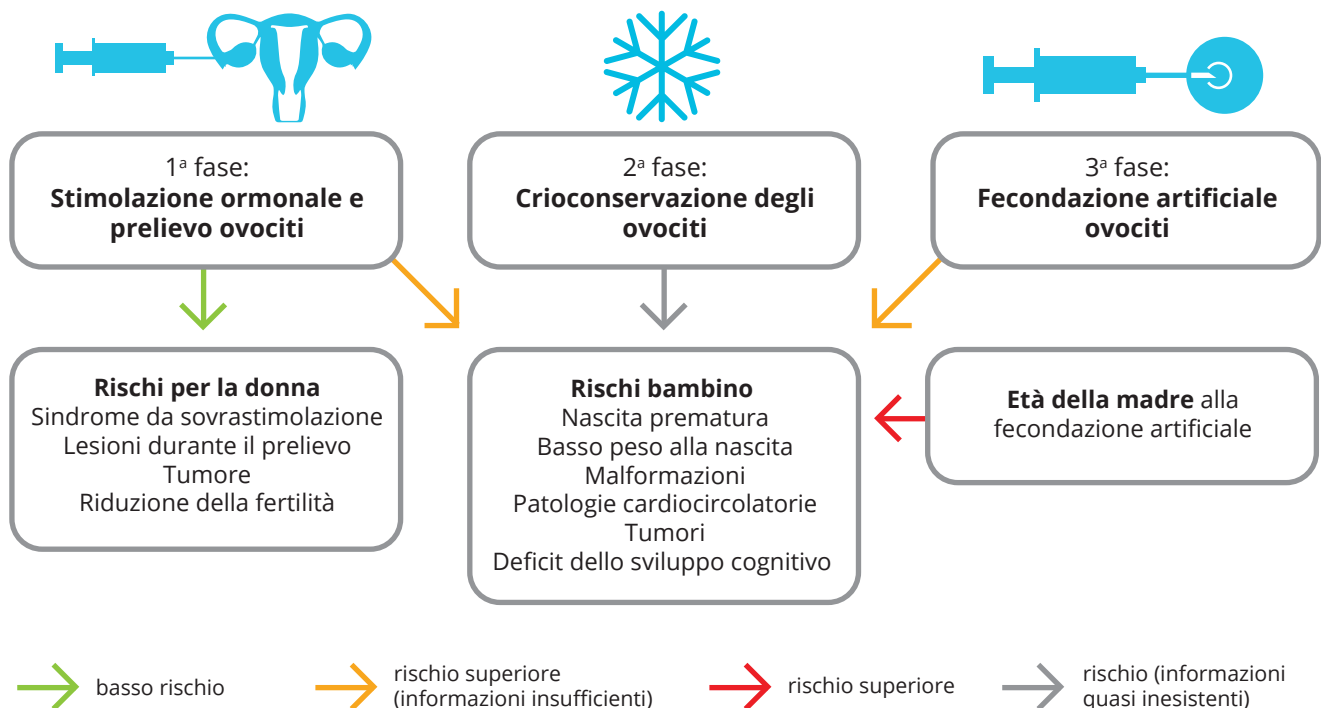 1ª fase:
Stimolazione ormonale e
prelievo ovociti
2ª fase:
Crioconservazione degli
ovociti
3ª fase:
Fecondazione artificiale
ovociti
Rischi per la donna
Sindrome da sovrastimolazione
Lesioni durante il prelievo
Tumore
Riduzione della fertilità
Rischi bambino
Nascita prematura
Basso peso alla nascita
Malformazioni
Patologie cardiocircolatorie
Tumori
Deficit dello sviluppo cognitivo
Età della madre alla
fecondazione artificiale
basso rischio
rischio superiore
(informazioni insufficienti)
rischio superiore
rischio (informazioni
quasi inesistenti)